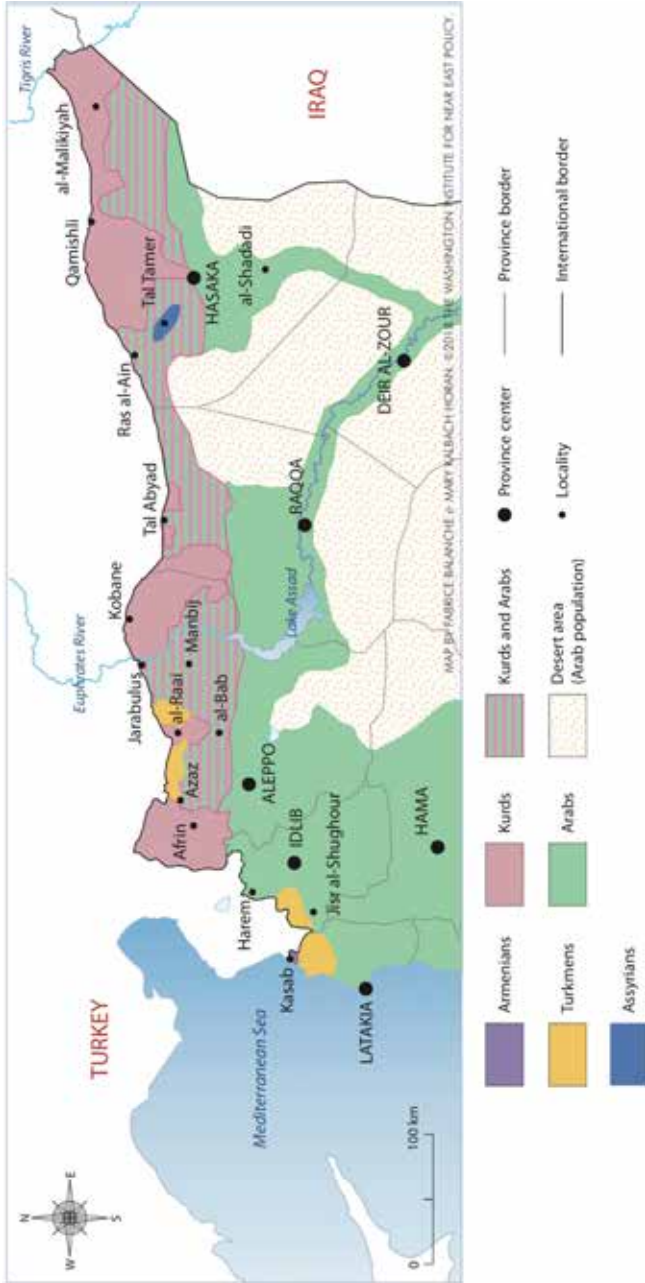 N
W
E
S
TURKEY
Tigris River
al-Malikiyah
Qamishli
Euphrates River
Kobane
Ras al-Ain
Tal Abyad
Jarabulus
Tal Tamer
al-Raai
Manbij
Azaz
Afrin
al-Bab
HASAKA
ALEPPO
al-Shadadi
IRAQ
Harem
IDLIB
Lake Assad
RAQQA
Mediterranean Sea
Kasab
Jisr al-Shughour
LATAKIA
DEIR AL-ZOUR
HAMA
0
100 km
MAP BY FABRICE BALANCHE & MARY KALBACH HORAN. THE WASHINGTON INSTITUTE FOR NEAR EAST POLICY.
Armenians
Kurds
Kurds and Arabs
Province center
Province border
Turkmens
Arabs
Desert area
(Arab population)
Locality
International border
Assyrians